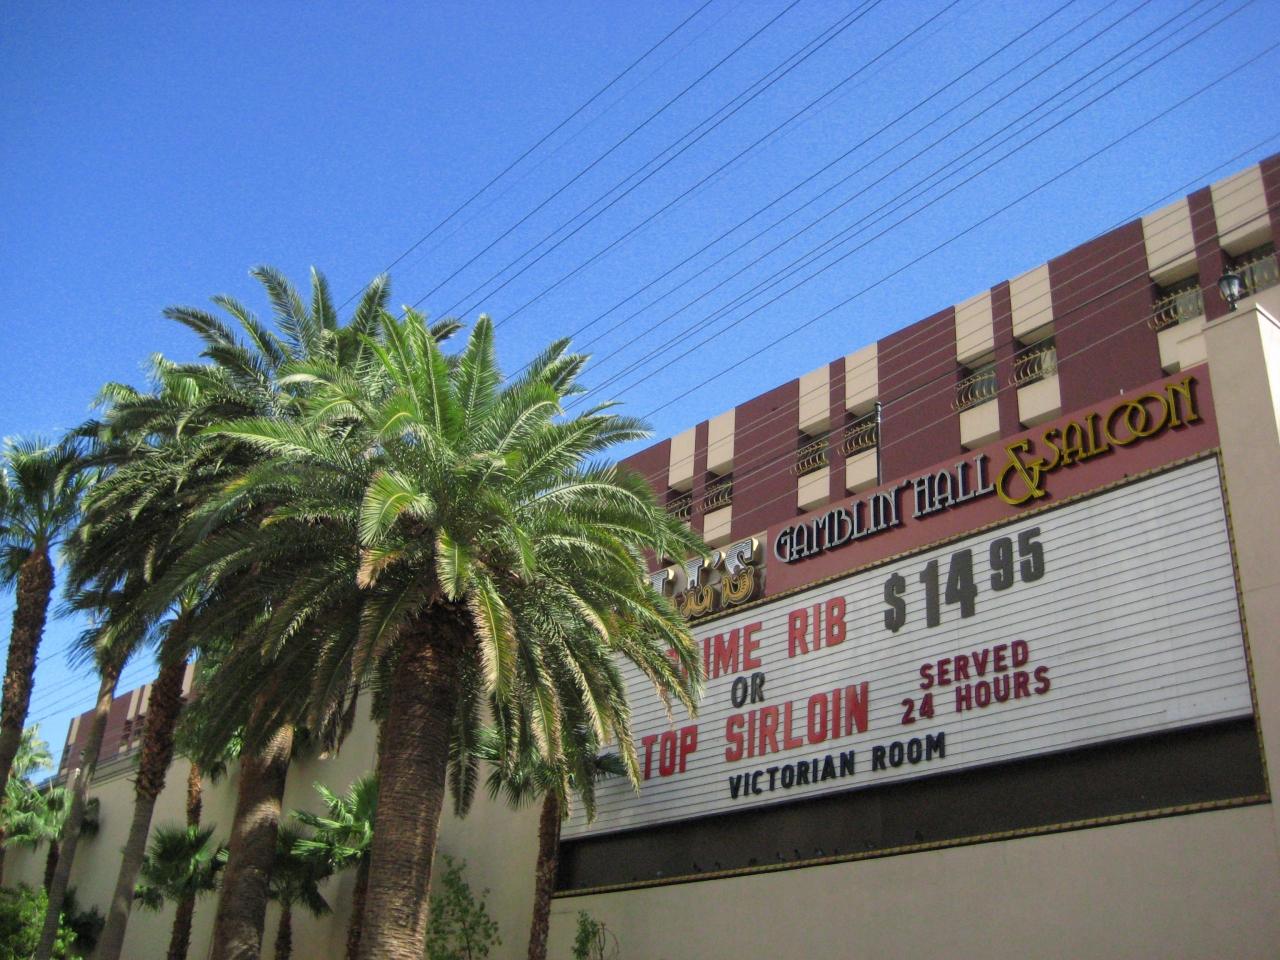 GAMBLIN' HALL & SALOON
RIB $14.95
OR
TOP SIRLOIN
SERVED
24 HOURS
VICTORIAN ROOM